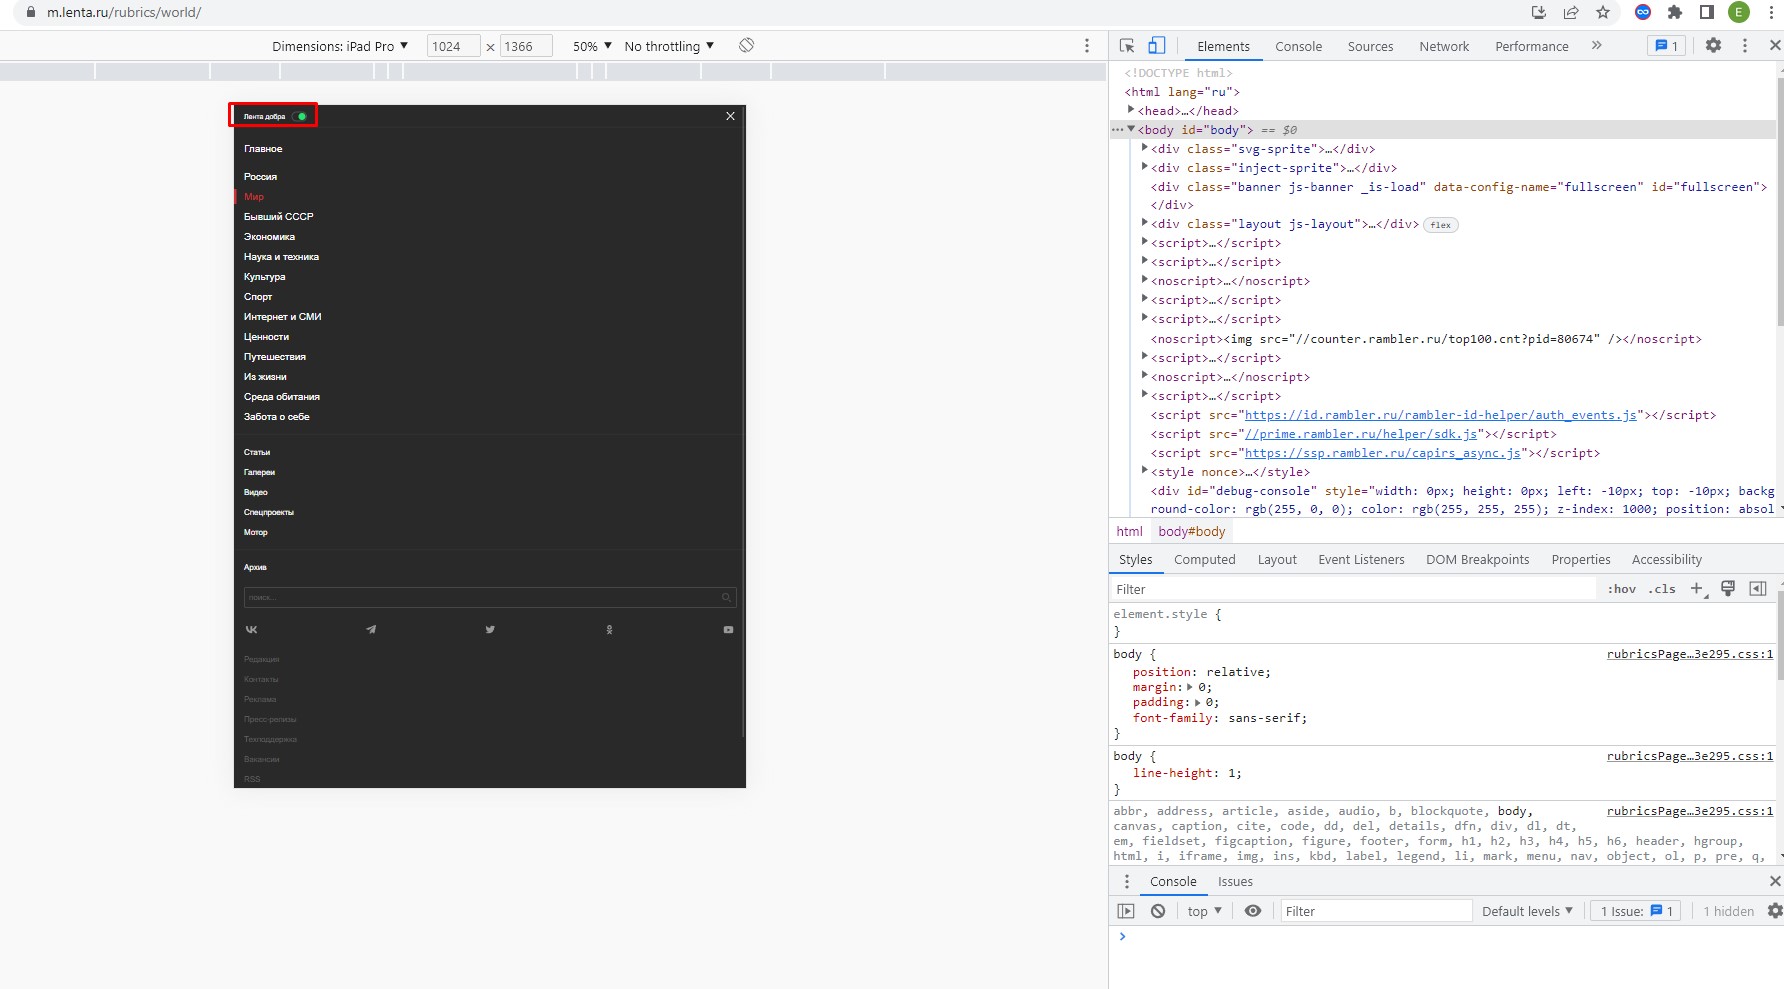 m.lenta.ru/rubrics/world/
E
Dimensions: iPad Pro ▼ 1024 × 1366 50% ▼ No throttling ▼
Elements Console Sources Network Performance » 1
Лента добра
Главное
Россия
Мир
Бывший СССР
Экономика
Наука и техника
Культура
Спорт
Интернет и СМИ
Ценности
Путешествия
Из жизни
Среда обитания
Забота о себе
Статьи
Галереи
Видео
Спецпроекты
Мотор
Архив
поиск...
Редакция
Контакты
Реклама
Пресс-релизы
Техподдержка
Вакансии
RSS
<!DOCTYPE html>
<html lang="ru">
<head>…</head>
<body id="body"> == $0
<div class="svg-sprite">…</div>
<div class="inject-sprite">…</div>
<div class="banner js-banner _is-load" data-config-name="fullscreen" id="fullscreen">
</div>
<div class="layout js-layout">…</div> flex
<script>…</script>
<script>…</script>
<noscript>…</noscript>
<script>…</script>
<script>…</script>
<noscript><img src="//counter.rambler.ru/top100.cnt?pid=80674" /></noscript>
<script>…</script>
<noscript>…</noscript>
<script>…</script>
<script src="https://id.rambler.ru/rambler-id-helper/auth_events.js"></script>
<script src="//prime.rambler.ru/helper/sdk.js"></script>
<script src="https://ssp.rambler.ru/capirs_async.js"></script>
<style nonce>…</style>
<div id="debug-console" style="width: 0px; height: 0px; left: -10px; top: -10px; backg
round-color: rgb(255, 0, 0); color: rgb(255, 255, 255); z-index: 1000; position: absol
html body#body
Styles Computed Layout Event Listeners DOM Breakpoints Properties Accessibility
Filter :hov .cls +
element.style {
}
body { rubricsPage…3e295.css:1
position: relative;
margin: 0;
padding: 0;
font-family: sans-serif;
}
body { rubricsPage…3e295.css:1
line-height: 1;
}
abbr, address, article, aside, audio, b, blockquote, body, rubricsPage…3e295.css:1
canvas, caption, cite, code, dd, del, details, dfn, div, dl, dt,
em, fieldset, figcaption, figure, footer, form, h1, h2, h3, h4, h5, h6, header, hgroup,
html, i, iframe, img, ins, kbd, label, legend, li, mark, menu, nav, object, ol, p, pre, q,
Console Issues
top ▼ Filter Default levels ▼ 1 Issue: 1 1 hidden